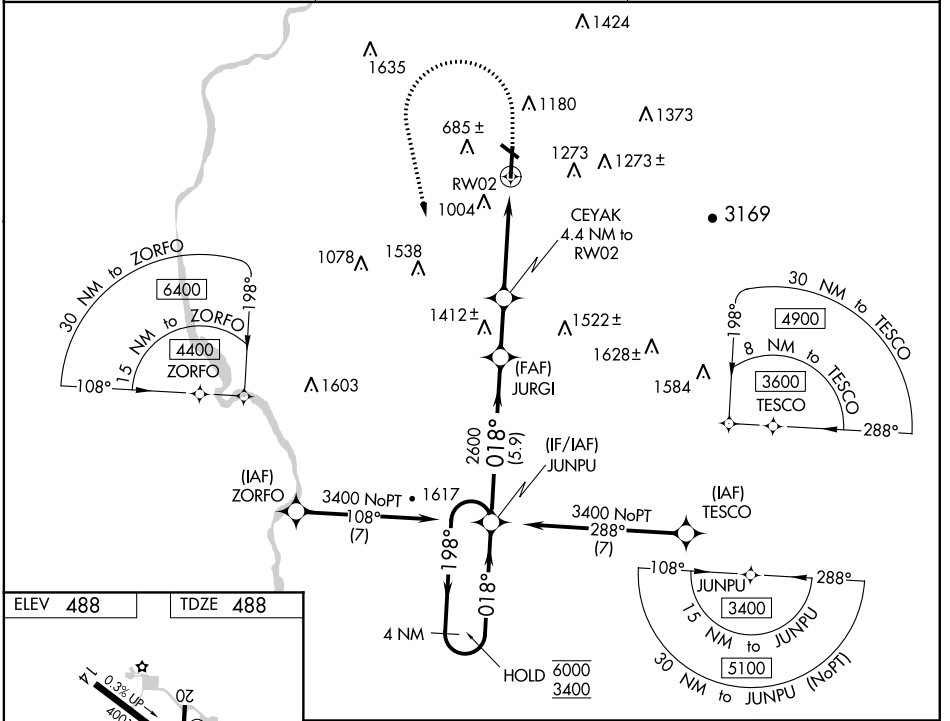 1424
1635
1180
1373
685 ±
1273
1273 ±
RW02
1004
CEYAK
4.4 NM to
RW02
3169
1078
1538
30 NM to ZORFO
6400
198°
15 NM to ZORFO
4400
ZORFO
108°
30 NM to TESCO
4900
198°
8 NM to TESCO
3600
TESCO
288°
1412 ±
1522 ±
1628 ±
1584
1603
(FAF)
JURGI
2600
018°
(5.9)
(IF/IAF)
JUNPU
(IAF)
ZORFO
3400 NoPT
108°
(7)
1617
3400 NoPT
288°
(7)
(IAF)
TESCO
198°
018°
4 NM
HOLD 6000
3400
108°
JUNPU
288°
3400
15 NM to JUNPU
5100
30 NM to JUNPU (NoPT)
ELEV 488
TDZE 488
14
0.3% UP
20